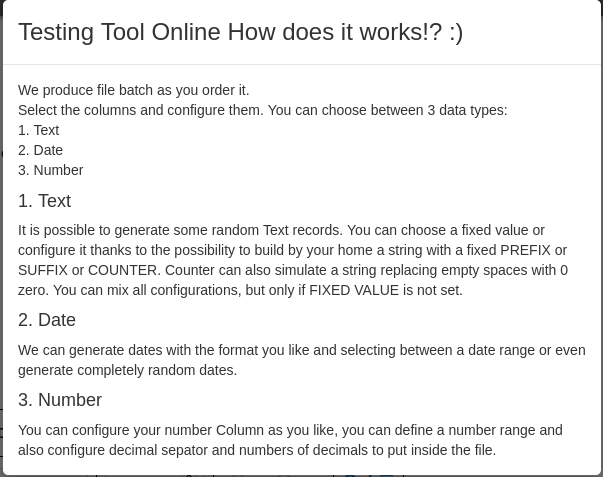 Testing Tool Online How does it works!? :)
We produce file batch as you order it.
Select the columns and configure them. You can choose between 3 data types:
1. Text
2. Date
3. Number
1. Text
It is possible to generate some random Text records. You can choose a fixed value or
configure it thanks to the possibility to build by your home a string with a fixed PREFIX or
SUFFIX or COUNTER. Counter can also simulate a string replacing empty spaces with 0
zero. You can mix all configurations, but only if FIXED VALUE is not set.
2. Date
We can generate dates with the format you like and selecting between a date range or even
generate completely random dates.
3. Number
You can configure your number Column as you like, you can define a number range and
also configure decimal sepator and numbers of decimals to put inside the file.